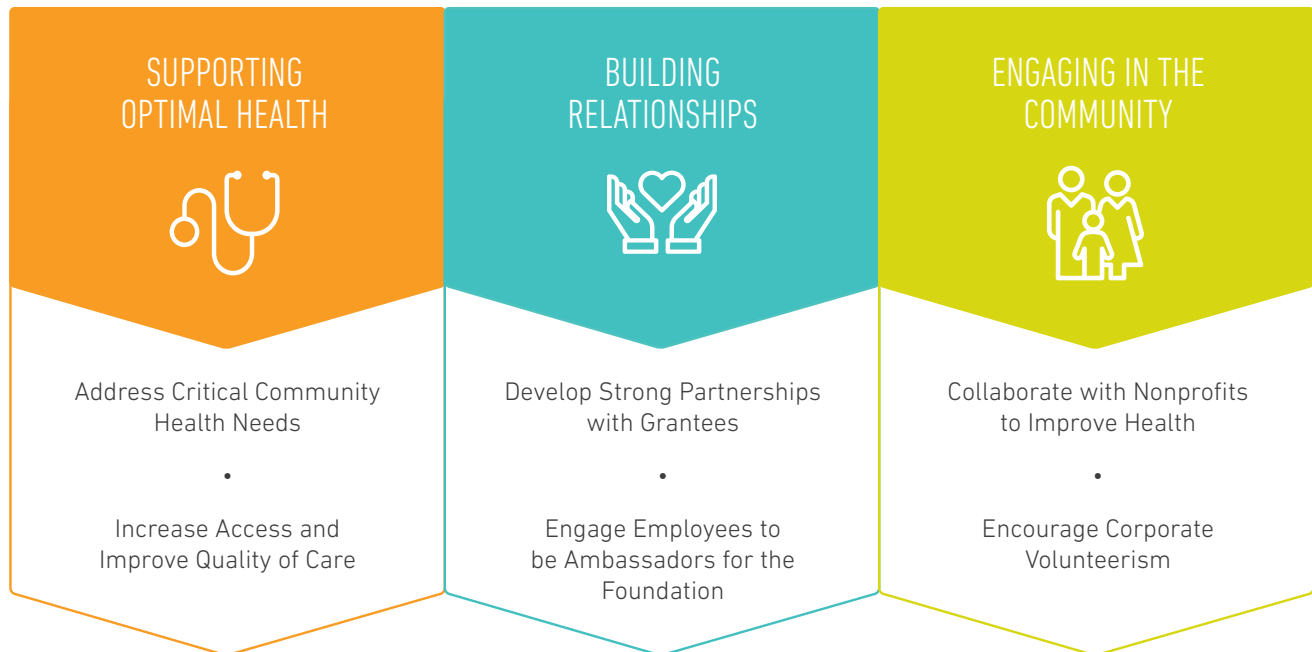 SUPPORTING
OPTIMAL HEALTH
Address Critical Community
Health Needs
•
Increase Access and
Improve Quality of Care
BUILDING
RELATIONSHIPS
Develop Strong Partnerships
with Grantees
•
Engage Employees to
be Ambassadors for the
Foundation
ENGAGING IN THE
COMMUNITY
Collaborate with Nonprofits
to Improve Health
•
Encourage Corporate
Volunteerism